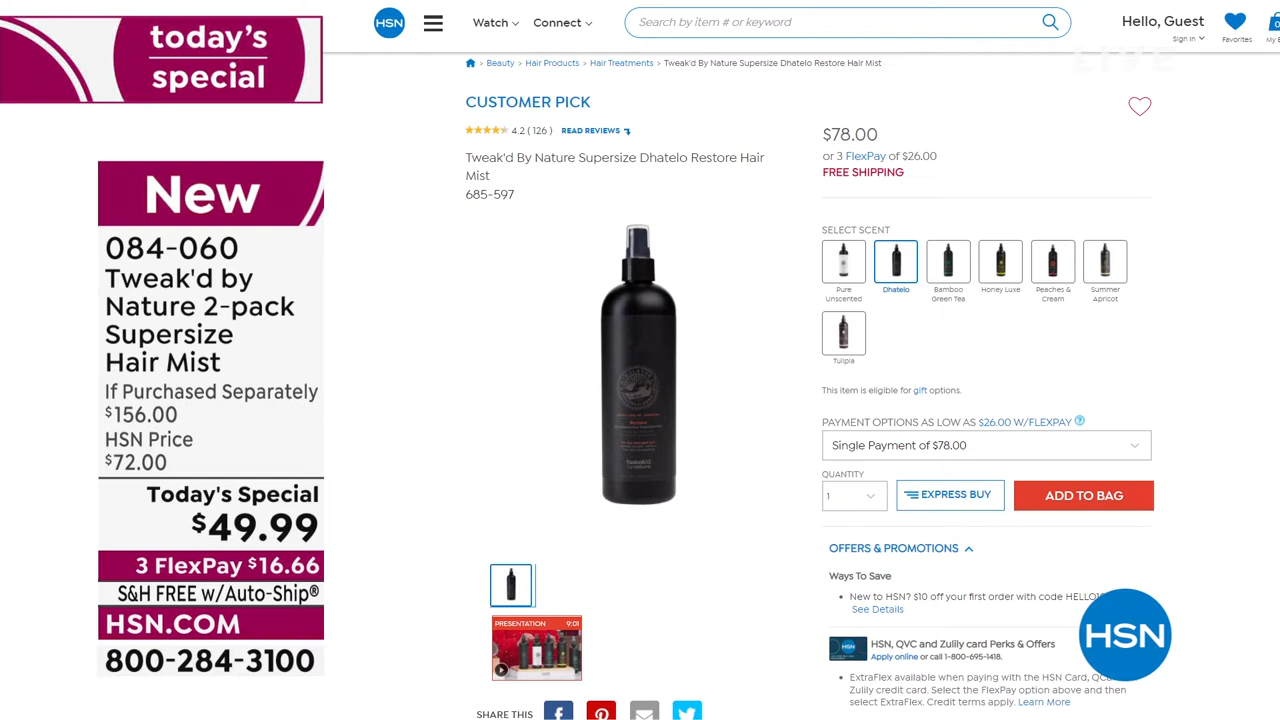 today's
special
New
084-060
Tweak'd by
Nature 2-pack
Supersize
Hair Mist
If Purchased Separately
$156.00
HSN Price
$72.00
Today's Special
$49.99
3 FlexPay $16.66
S&H FREE w/Auto-Ship®
HSN.COM
800-284-3100
HSN
Watch
Connect
Search by item # or keyword
Hello, Guest
Sign In
Favorites
LIVE
Beauty > Hair Products > Hair Treatments > Tweak'd By Nature Supersize Dhatelo Restore Hair Mist
CUSTOMER PICK
4.2 ( 126 ) READ REVIEWS
Tweak'd By Nature Supersize Dhatelo Restore Hair
Mist
685-597
Restore
tweak'd
$78.00
or 3 FlexPay of $26.00
FREE SHIPPING
SELECT SCENT
Pure
Unscented
Dhatelo
Bamboo
Green Tea
Honey Luxe
Peaches &
Cream
Summer
Apricot
Tulipia
This item is eligible for gift options.
PAYMENT OPTIONS AS LOW AS $26.00 W/FLEXPAY ?
Single Payment of $78.00
QUANTITY
1
EXPRESS BUY
ADD TO BAG
OFFERS & PROMOTIONS
Ways To Save
• New to HSN? $10 off your first order with code
See Details
HSN, QVC and Zulily card Perks & Offers
Apply online or call 1-800-695-1418.
• ExtraFlex available when paying with the HSN Card,
Zulily credit card. Select the FlexPay option above and then
select ExtraFlex. Credit terms apply. Learn More
HSN
PRESENTATION 9:01
SHARE THIS